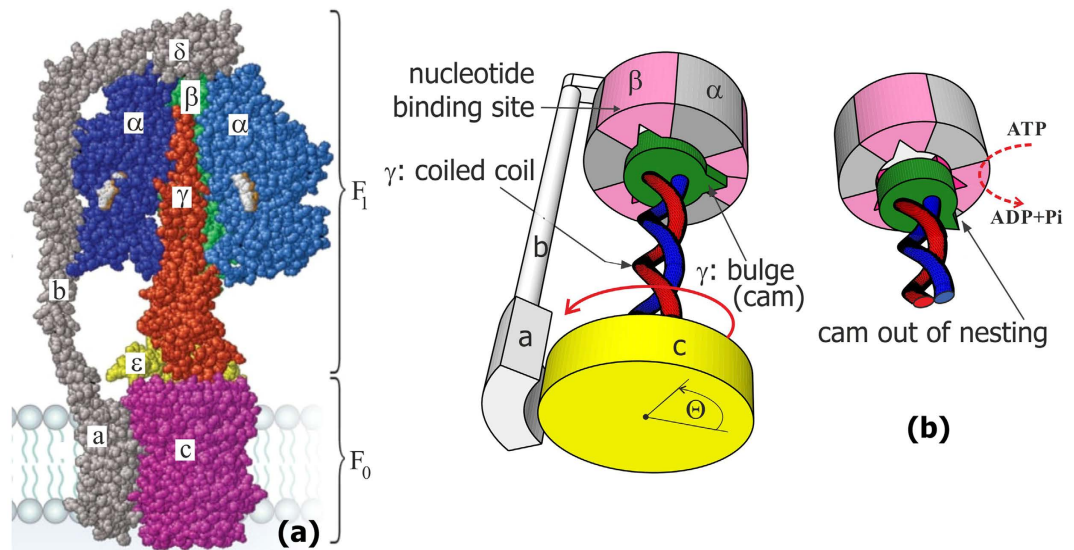 δ
β
α
α
γ
F1
b
ε
a
c
F0
(a)
nucleotide
binding site
β
α
γ: coiled coil
b
γ: bulge
(cam)
a
c
Θ
ATP
ADP+Pi
cam out of nesting
(b)